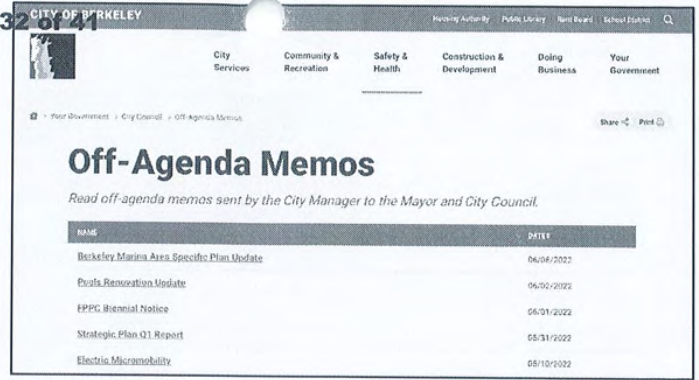 32 of 41
CITY OF BERKELEY
Housing Authority Public Library Rent Board School District
City Services
Community & Recreation
Safety & Health
Construction & Development
Doing Business
Your Government
> Your Government > City Council > Off-Agenda Memos
Share Print
Off-Agenda Memos
Read off-agenda memos sent by the City Manager to the Mayor and City Council.
NAME DATE
Berkeley Marina Area Specific Plan Update 06/06/2022
Pools Renovation Update 06/02/2022
FPPC Biennial Notice 06/01/2022
Strategic Plan Q1 Report 05/31/2022
Electric Micromobility 05/10/2022